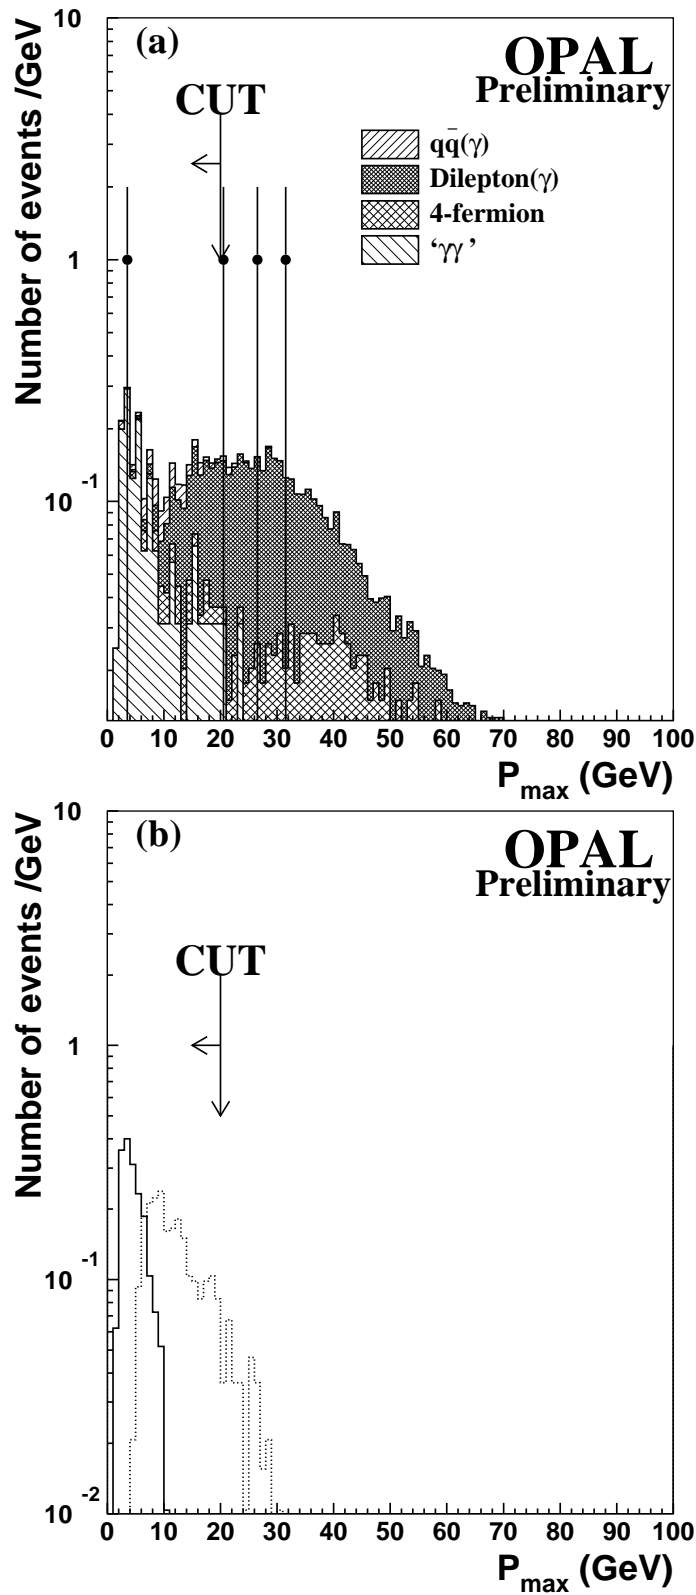 (a)
OPAL
Preliminary
CUT
qq̄(γ)
Dilepton(γ)
4-fermion
‘γγ’
Number of events /GeV
10
1
10 -1
0 10 20 30 40 50 60 70 80 90 100
P max (GeV)
(b)
OPAL
Preliminary
CUT
Number of events /GeV
10
1
10 -1
10 -2
0 10 20 30 40 50 60 70 80 90 100
P max (GeV)